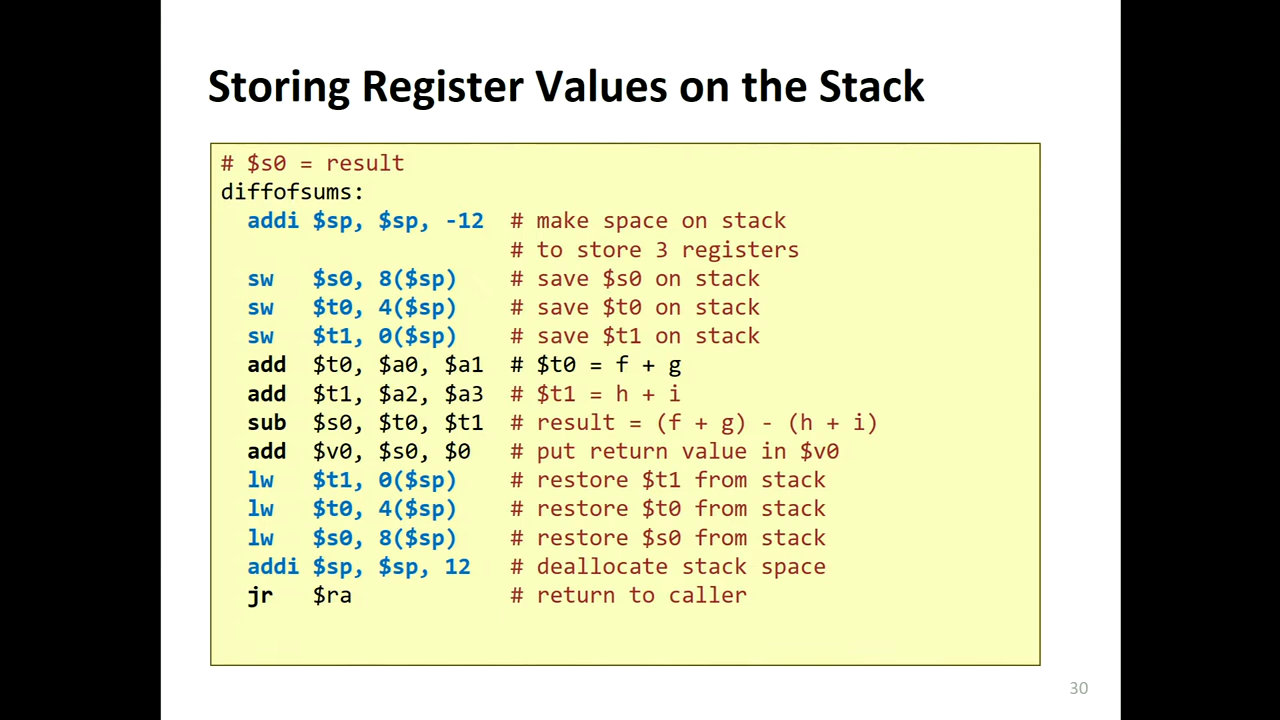 Storing Register Values on the Stack
# $s0 = result
diffofsums:
  addi $sp, $sp, -12  # make space on stack
                      # to store 3 registers
  sw   $s0, 8($sp)    # save $s0 on stack
  sw   $t0, 4($sp)    # save $t0 on stack
  sw   $t1, 0($sp)    # save $t1 on stack
  add  $t0, $a0, $a1  # $t0 = f + g
  add  $t1, $a2, $a3  # $t1 = h + i
  sub  $s0, $t0, $t1  # result = (f + g) - (h + i)
  add  $v0, $s0, $0   # put return value in $v0
  lw   $t1, 0($sp)    # restore $t1 from stack
  lw   $t0, 4($sp)    # restore $t0 from stack
  lw   $s0, 8($sp)    # restore $s0 from stack
  addi $sp, $sp, 12   # deallocate stack space
  jr   $ra            # return to caller
30